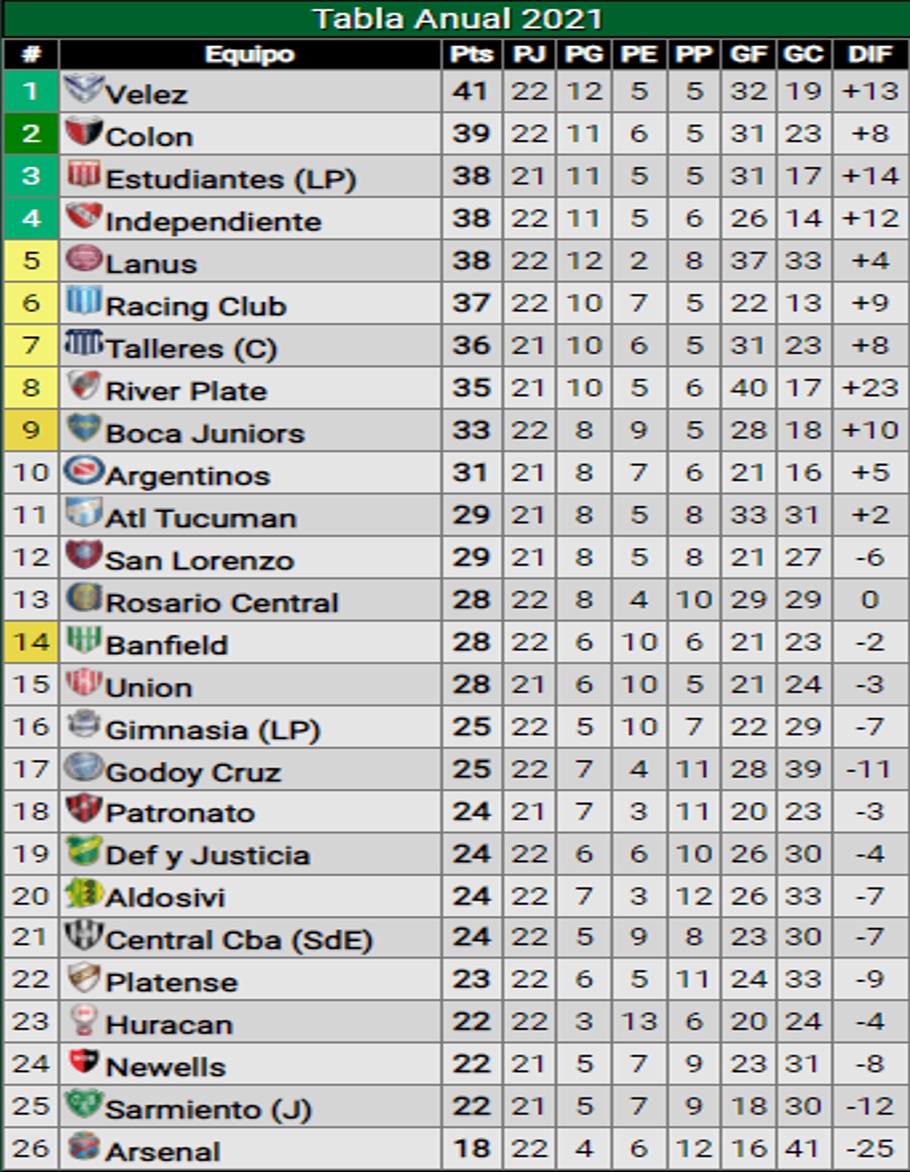 Tabla Anual 2021
# Equipo Pts PJ PG PE PP GF GC DIF
1 Velez 41 22 12 5 5 32 19 +13
2 Colon 39 22 11 6 5 31 23 +8
3 Estudiantes (LP) 38 21 11 5 5 31 17 +14
4 Independiente 38 22 11 5 6 26 14 +12
5 Lanus 38 22 12 2 8 37 33 +4
6 Racing Club 37 22 10 7 5 22 13 +9
7 Talleres (C) 36 21 10 6 5 31 23 +8
8 River Plate 35 21 10 5 6 40 17 +23
9 Boca Juniors 33 22 8 9 5 28 18 +10
10 Argentinos 31 21 8 7 6 21 16 +5
11 Atl Tucuman 29 21 8 5 8 33 31 +2
12 San Lorenzo 29 21 8 5 8 21 27 -6
13 Rosario Central 28 22 8 4 10 29 29 0
14 Banfield 28 22 6 10 6 21 23 -2
15 Union 28 21 6 10 5 21 24 -3
16 Gimnasia (LP) 25 22 5 10 7 22 29 -7
17 Godoy Cruz 25 22 7 4 11 28 39 -11
18 Patronato 24 21 7 3 11 20 23 -3
19 Def y Justicia 24 22 6 6 10 26 30 -4
20 Aldosivi 24 22 7 3 12 26 33 -7
21 Central Cba (SdE) 24 22 5 9 8 23 30 -7
22 Platense 23 22 6 5 11 24 33 -9
23 Huracan 22 22 3 13 6 20 24 -4
24 Newells 22 21 5 7 9 23 31 -8
25 Sarmiento (J) 22 21 5 7 9 18 30 -12
26 Arsenal 18 22 4 6 12 16 41 -25